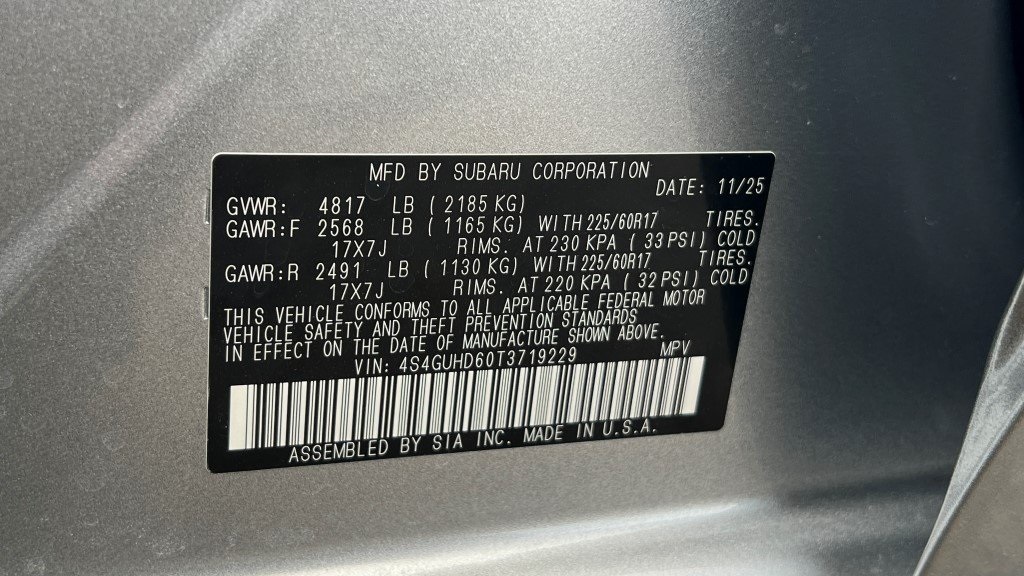 MFD BY SUBARU CORPORATION
DATE: 11/25
GVWR: 4817 LB ( 2185 KG)
GAWR:F 2568 LB ( 1165 KG) WITH 225/60R17 TIRES.
17X7J RIMS. AT 230 KPA ( 33 PSI) COLD
GAWR:R 2491 LB ( 1130 KG) WITH 225/60R17 TIRES.
17X7J RIMS. AT 220 KPA ( 32 PSI) COLD
THIS VEHICLE CONFORMS TO ALL APPLICABLE FEDERAL MOTOR
VEHICLE SAFETY AND THEFT PREVENTION STANDARDS
IN EFFECT ON THE DATE OF MANUFACTURE SHOWN ABOVE.
VIN: 4S4GUHD60T3719229 MPV
ASSEMBLED BY SIA INC. MADE IN U.S.A.